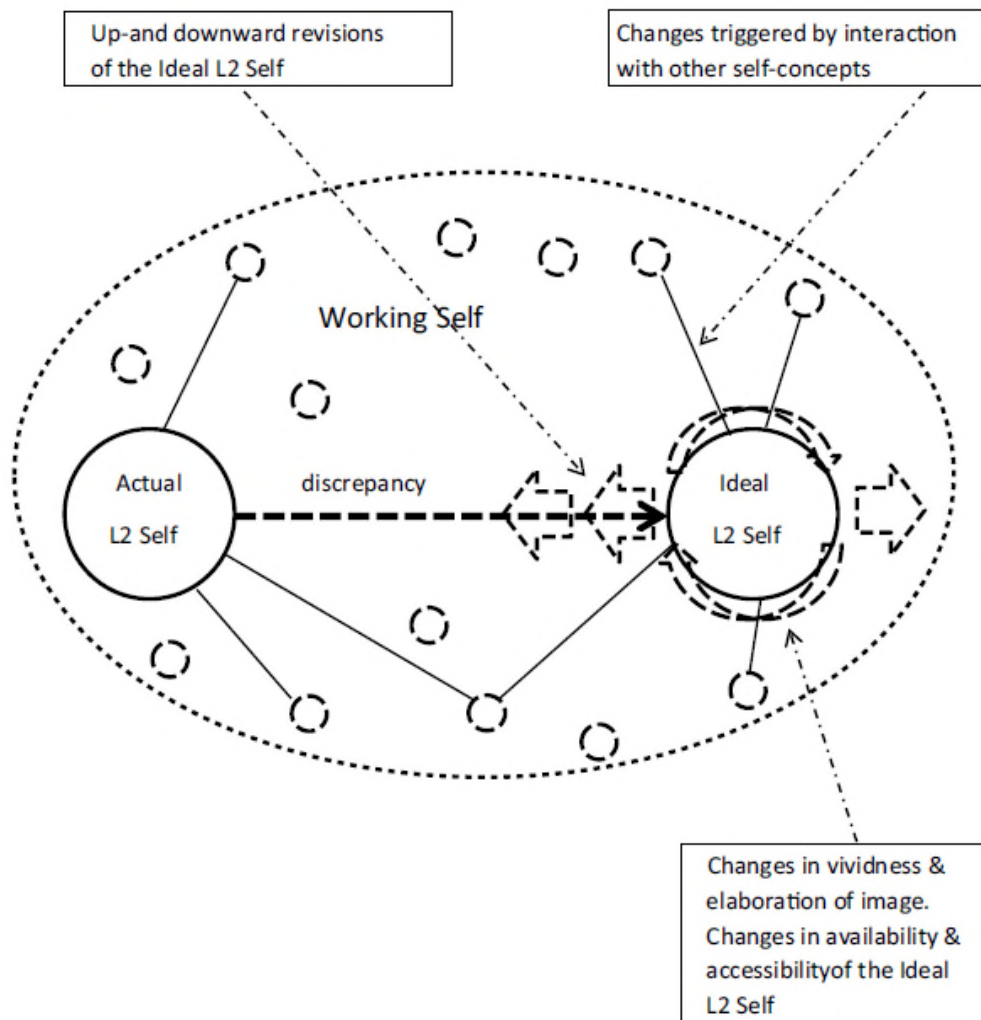 Up-and downward revisions
of the Ideal L2 Self
Changes triggered by interaction
with other self-concepts
Working Self
Actual
L2 Self
discrepancy
Ideal
L2 Self
Changes in vividness &
elaboration of image.
Changes in availability &
accessibilityof the Ideal
L2 Self